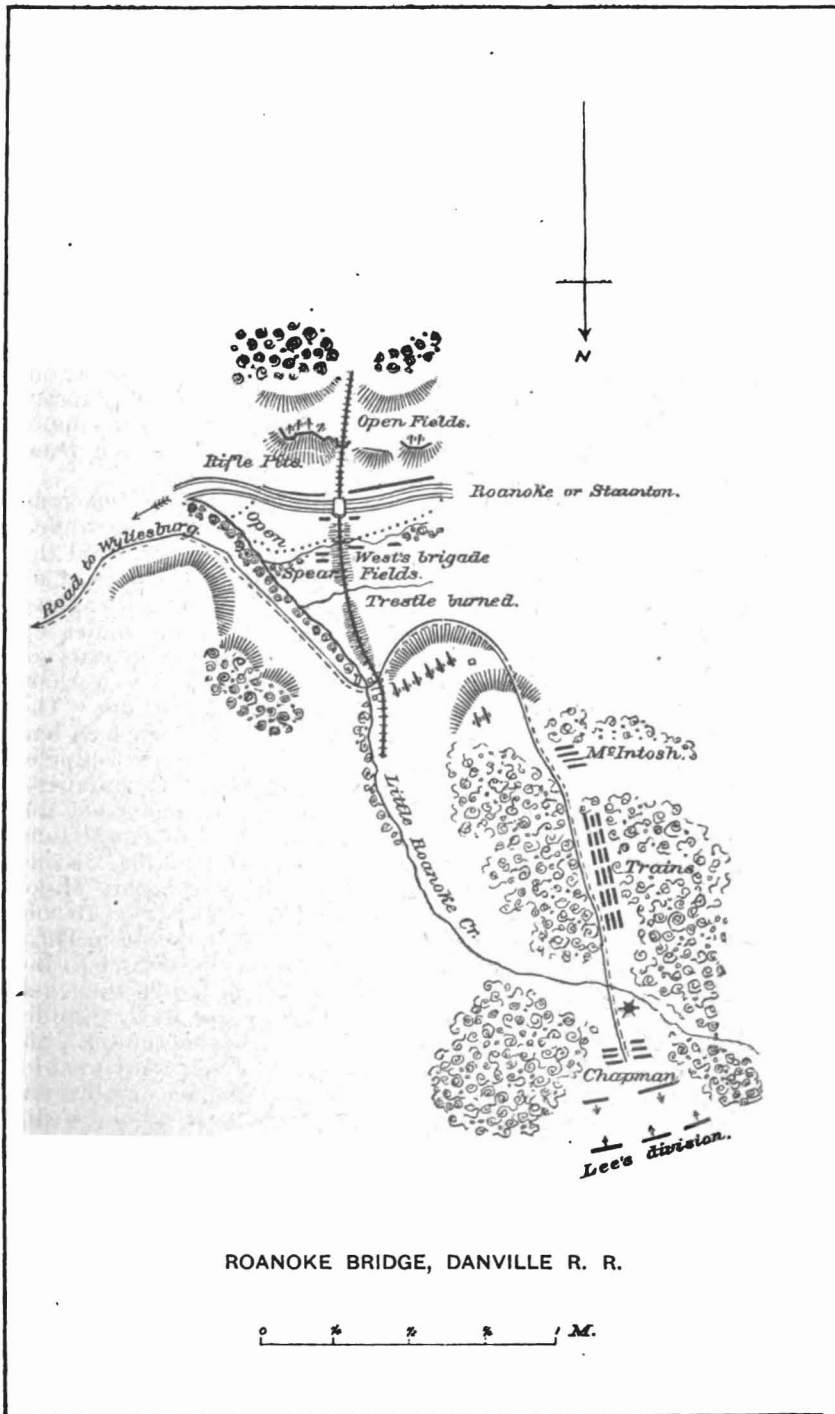 N
Open Fields.
Rifle Pits.
Roanoke or Staunton.
Open
Road to Wyllesburg.
West's brigade
Spear Fields.
Trestle burned.
McIntosh.
Little Roanoke Cr.
Trains
Chapman
Lee's division.
ROANOKE BRIDGE, DANVILLE R. R.
0 ¼ ½ ¾ 1 M.